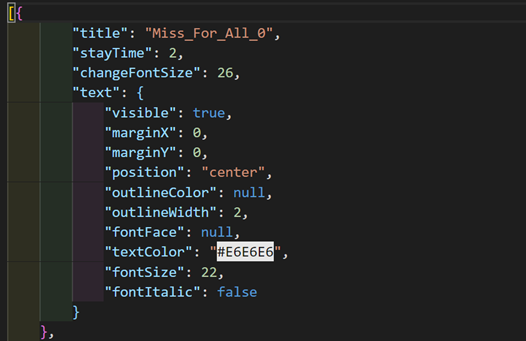 [{
"title": "Miss_For_All_0",
"stayTime": 2,
"changeFontSize": 26,
"text": {
"visible": true,
"marginX": 0,
"marginY": 0,
"position": "center",
"outlineColor": null,
"outlineWidth": 2,
"fontFace": null,
"textColor": "#E6E6E6",
"fontSize": 22,
"fontItalic": false
}
},